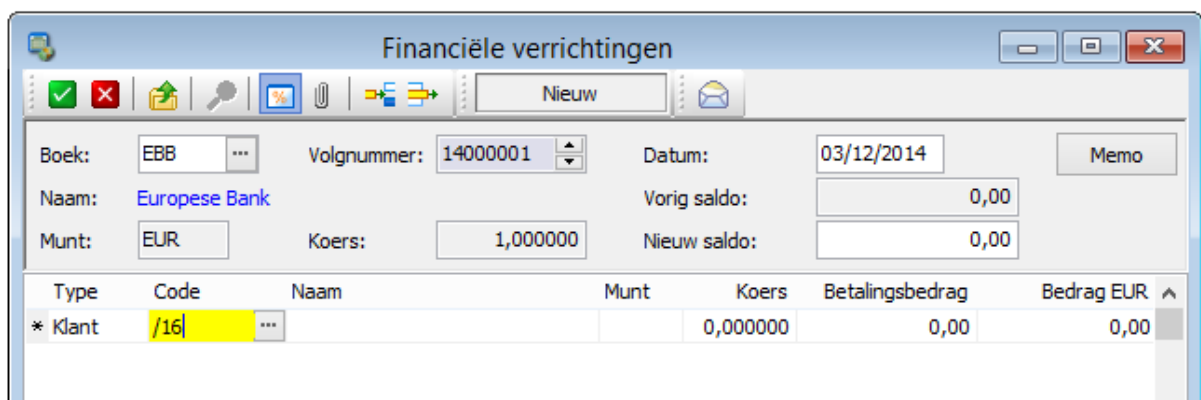 Financiële verrichtingen
% Nieuw
Boek: EBB ... Volgnummer: 14000001 Datum: 03/12/2014 Memo
Naam: Europese Bank Vorig saldo: 0,00
Munt: EUR Koers: 1,000000 Nieuw saldo: 0,00
Type Code Naam Munt Koers Betalingsbedrag Bedrag EUR
* Klant /16 ... 0,000000 0,00 0,00